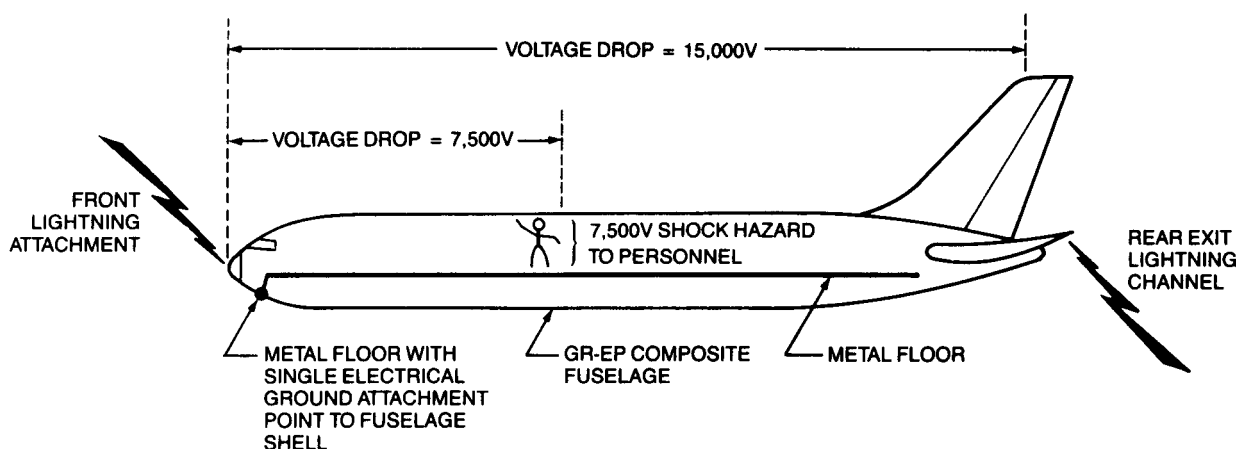 VOLTAGE DROP = 15,000V
VOLTAGE DROP = 7,500V
FRONT
LIGHTNING
ATTACHMENT
7,500V SHOCK HAZARD
TO PERSONNEL
REAR EXIT
LIGHTNING
CHANNEL
METAL FLOOR WITH
SINGLE ELECTRICAL
GROUND ATTACHMENT
POINT TO FUSELAGE
SHELL
GR-EP COMPOSITE
FUSELAGE
METAL FLOOR